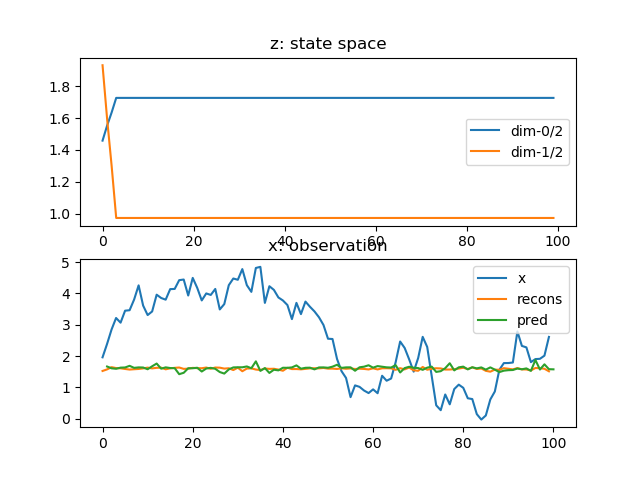 z: state space
1.8
1.6
1.4
1.2
1.0
dim-0/2
dim-1/2
0 20 40 60 80 100
x: observation
5
4
3
2
1
0
x
recons
pred
0 20 40 60 80 100